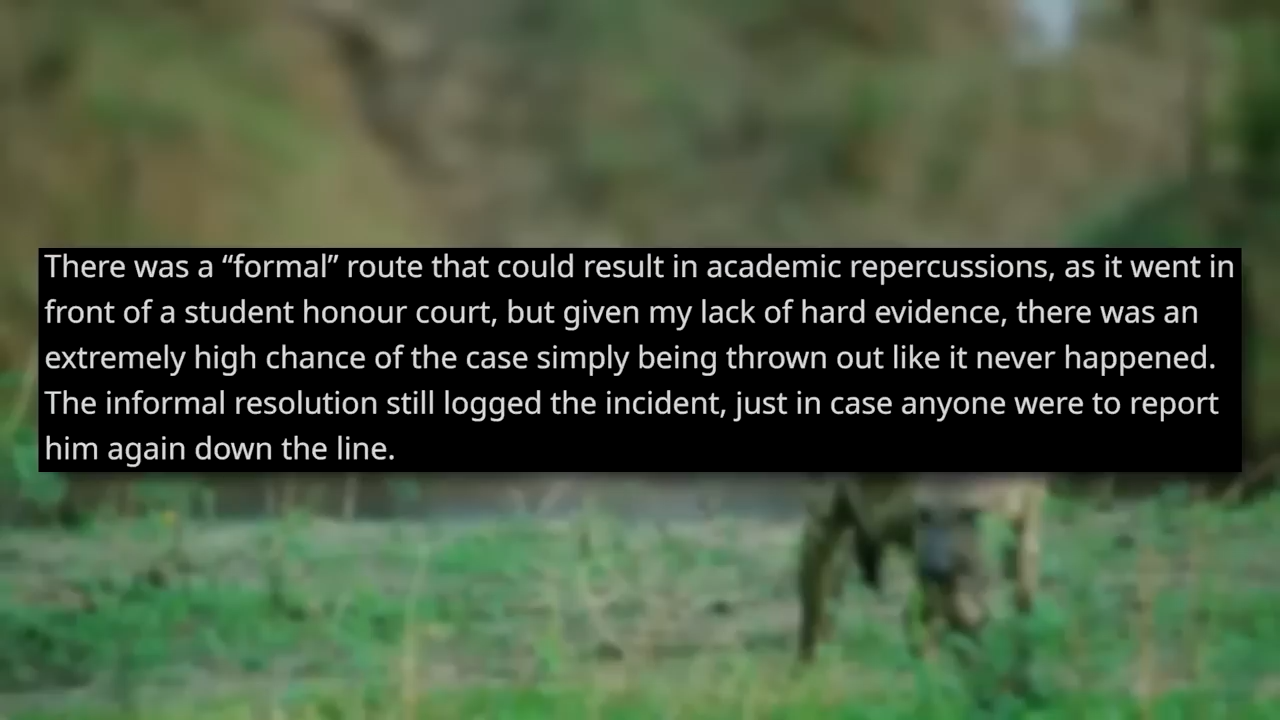 There was a “formal” route that could result in academic repercussions, as it went in
front of a student honour court, but given my lack of hard evidence, there was an
extremely high chance of the case simply being thrown out like it never happened.
The informal resolution still logged the incident, just in case anyone were to report
him again down the line.